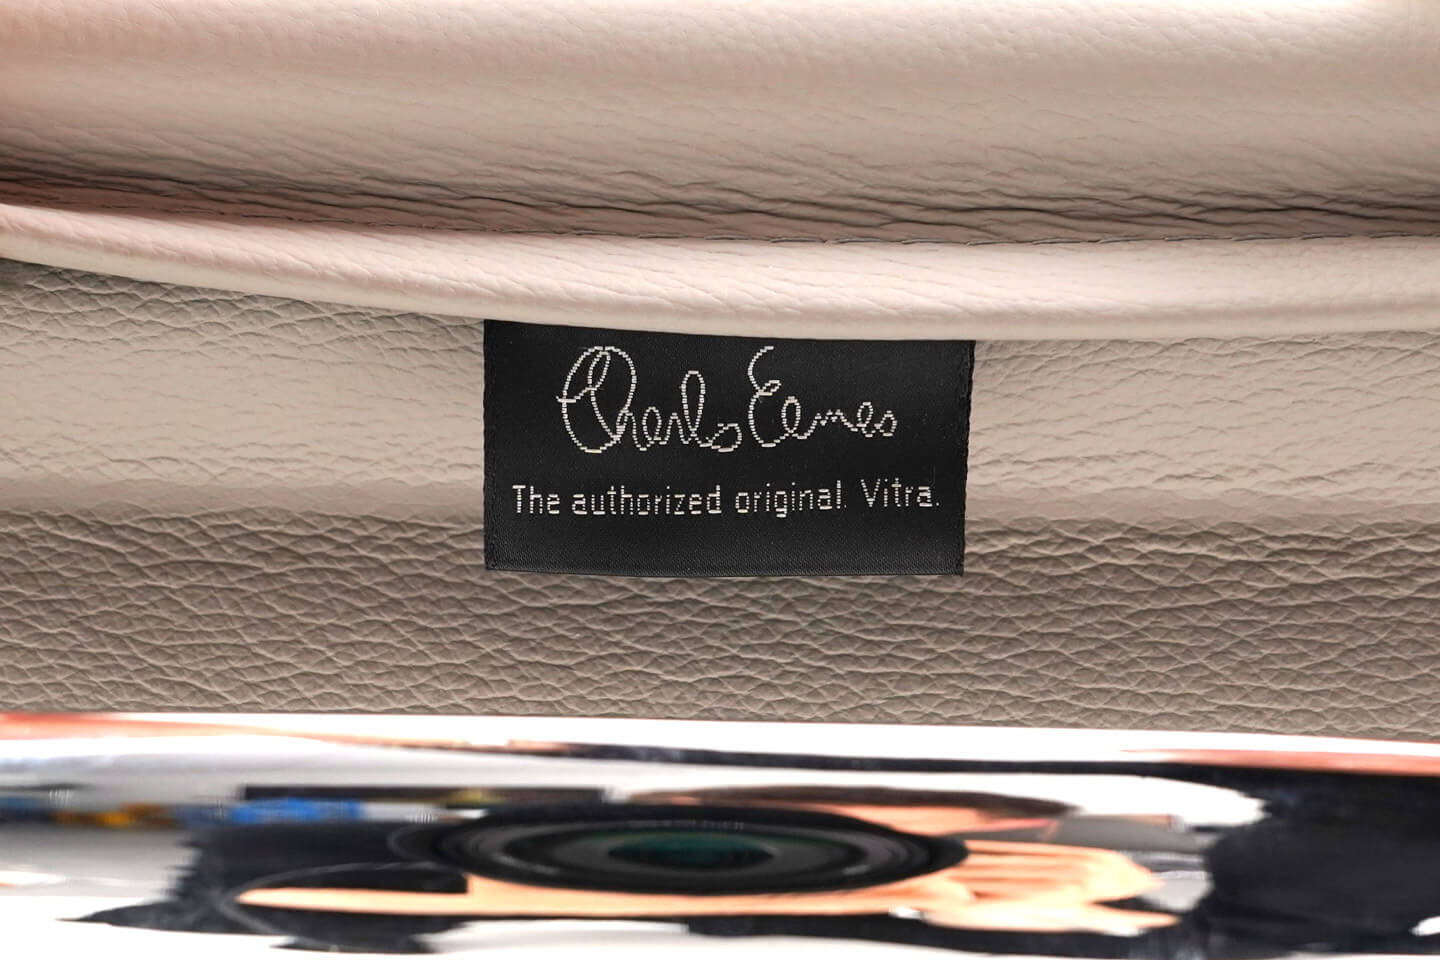 Charles Eames
The authorized original. Vitra.